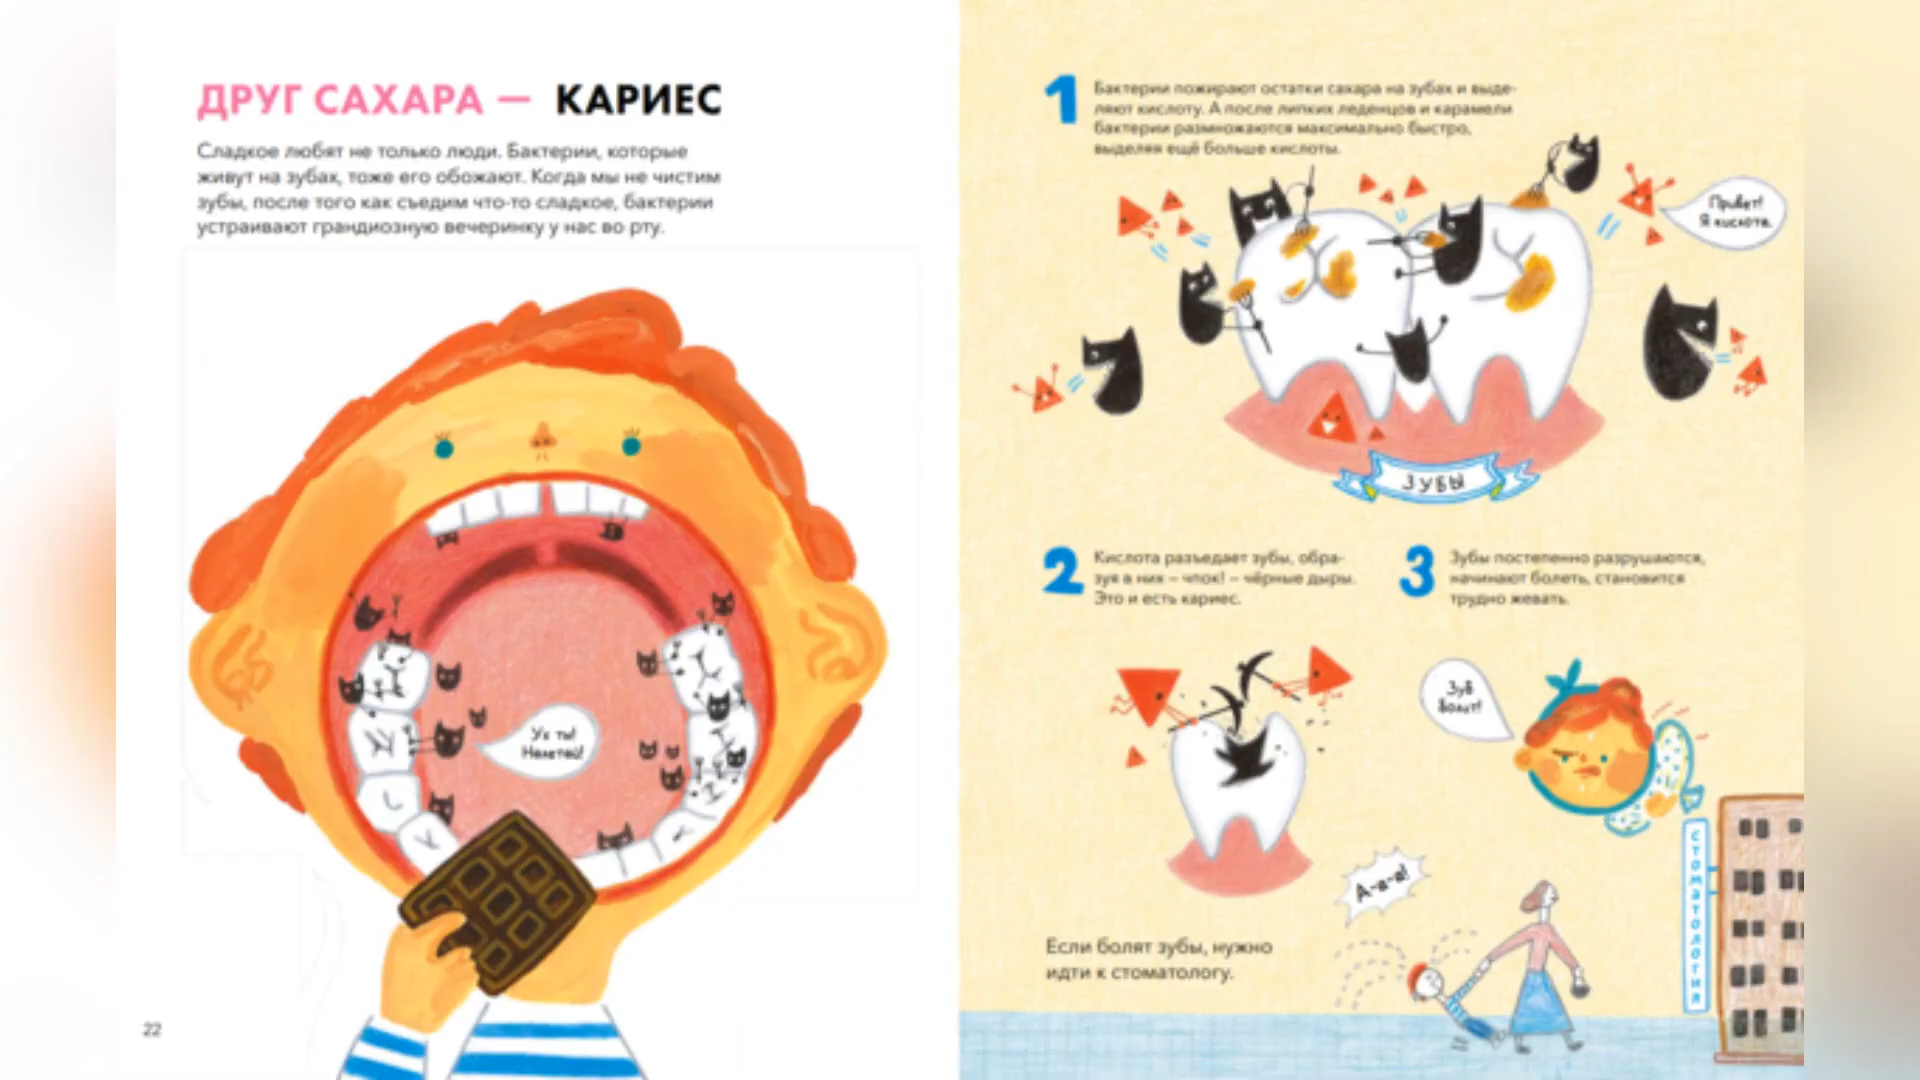 ДРУГ САХАРА — КАРИЕС
Сладкое любят не только люди. Бактерии, которые
живут на зубах, тоже его обожают. Когда мы не чистим
зубы, после того как съедим что-то сладкое, бактерии
устраивают грандиозную вечеринку у нас во рту.
Ух ты!
Налетай!
22
1
Бактерии пожирают остатки сахара на зубах и выде-
ляют кислоту. А после липких леденцов и карамели
бактерии размножаются максимально быстро,
выделяя ещё больше кислоты.
Привет!
Я кислота.
ЗУБЫ
2
Кислота разъедает зубы, обра-
зуя в них – чпок! – чёрные дыры.
Это и есть кариес.
3
Зубы постепенно разрушаются,
начинают болеть, становится
трудно жевать.
Зуб
болит!
А-а-а!
СТОМАТОЛОГИЯ
Если болят зубы, нужно
идти к стоматологу.